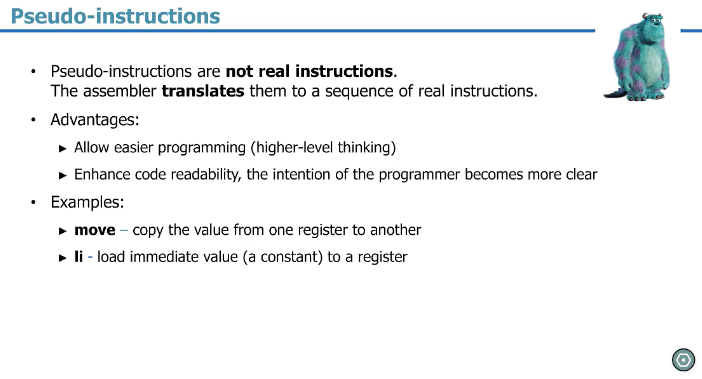 Pseudo-instructions
• Pseudo-instructions are not real instructions.
The assembler translates them to a sequence of real instructions.
• Advantages:
► Allow easier programming (higher-level thinking)
► Enhance code readability, the intention of the programmer becomes more clear
• Examples:
► move – copy the value from one register to another
► li - load immediate value (a constant) to a register